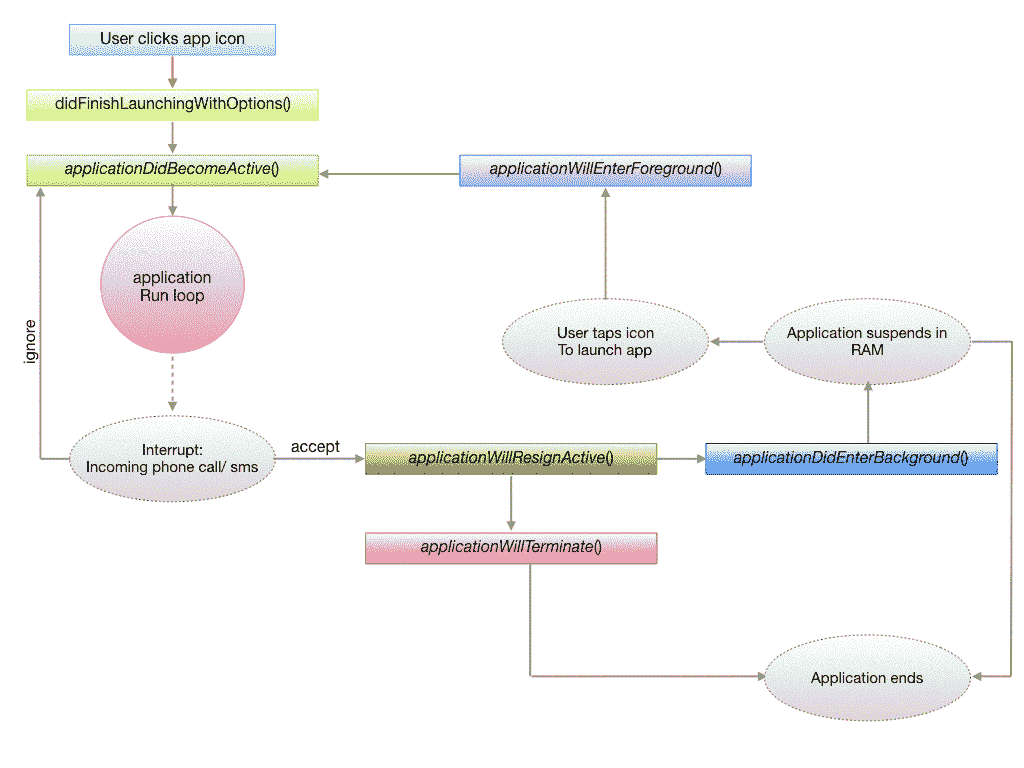 User clicks app icon
didFinishLaunchingWithOptions()
applicationDidBecomeActive()
applicationWillEnterForeground()
application
Run loop
ignore
User taps icon
To launch app
Application suspends in
RAM
Interrupt:
Incoming phone call/ sms
accept
applicationWillResignActive()
applicationDidEnterBackground()
applicationWillTerminate()
Application ends